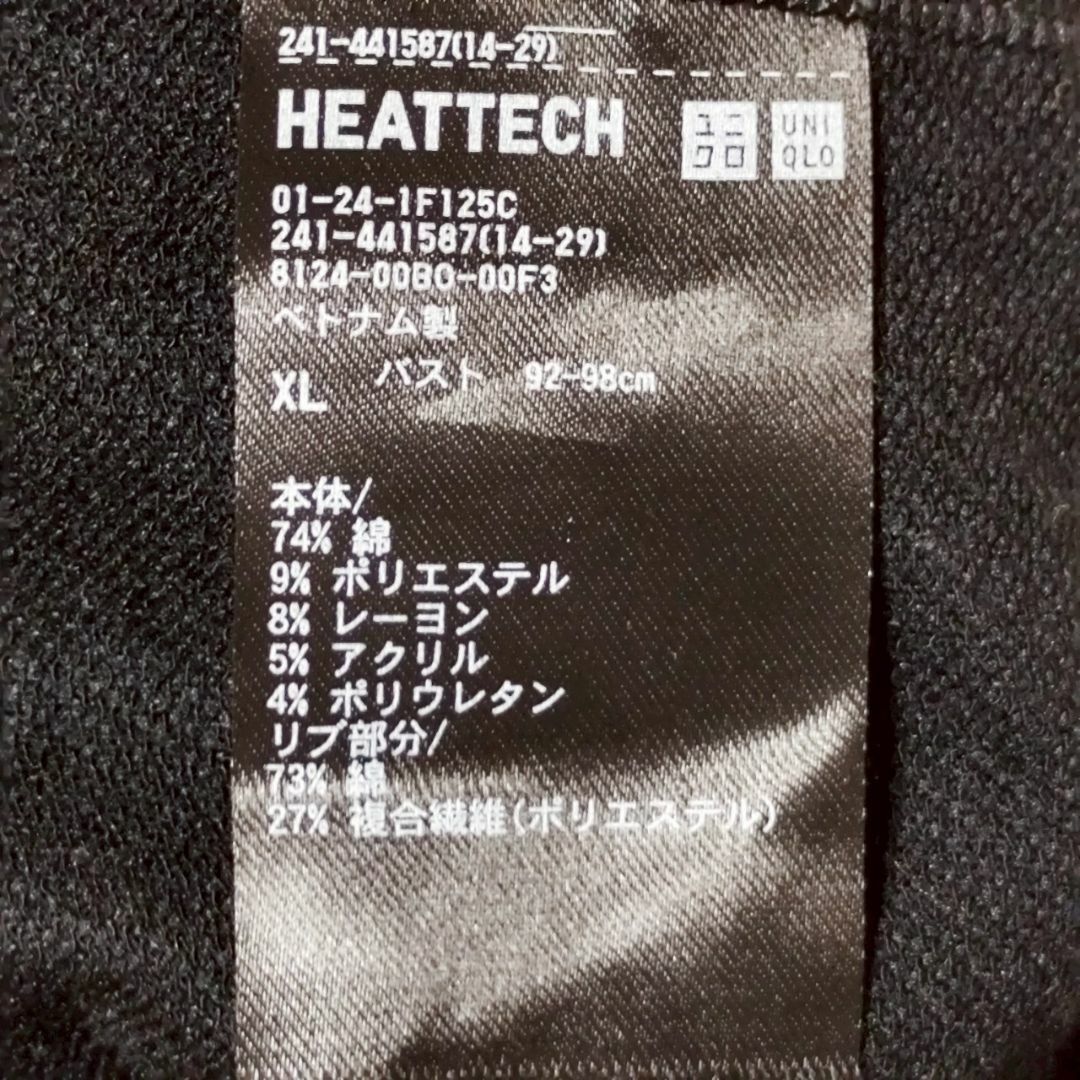 241-441587(14-29)
HEATTECH
ユニ
クロ
UNI
QLO
01-24-1F125C
241-441587(14-29)
8124-00BO-00F3
ベトナム製
XL バスト 92-98cm
本体/
74% 綿
9% ポリエステル
8% レーヨン
5% アクリル
4% ポリウレタン
リブ部分/
73% 綿
27% 複合繊維(ポリエステル)